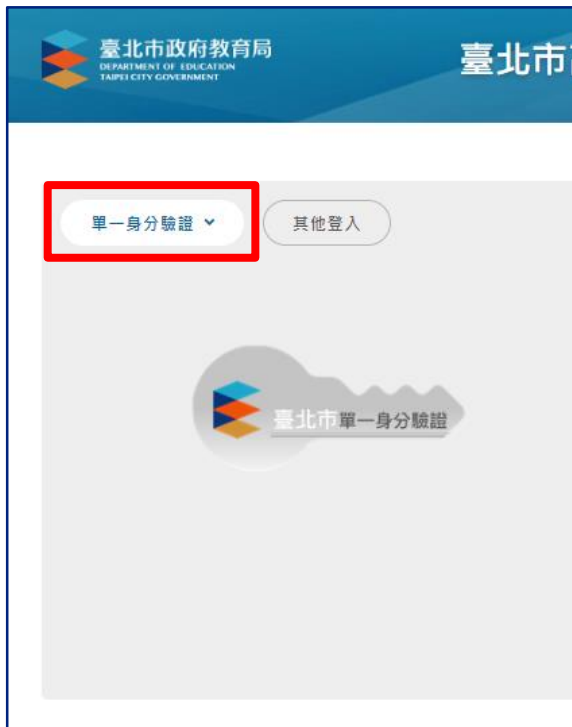 臺北市政府教育局
DEPARTMENT OF EDUCATION
TAIPEI CITY GOVERNMENT
臺北市
單一身分驗證
其他登入
臺北市單一身分驗證